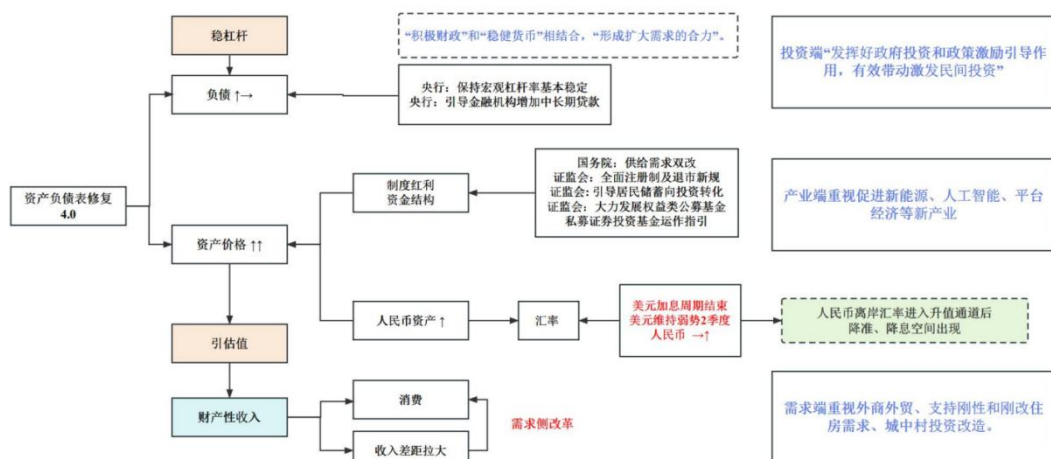 稳杠杆
“积极财政”和“稳健货币”相结合，“形成扩大需求的合力”。
投资端“发挥好政府投资和政策激励引导作
用，有效带动激发民间投资”
负债 ↑→
央行：保持宏观杠杆率基本稳定
央行：引导金融机构增加中长期贷款
资产负债表修复
4.0
制度红利
资金结构
国务院：供给需求双改
证监会：全面注册制及退市新规
证监会：引导居民储蓄向投资转化
证监会：大力发展权益类公募基金
私募证券投资基金运作指引
产业端重视促进新能源、人工智能、平台
经济等新产业
资产价格 ↑↑
人民币资产 ↑
汇率
美元加息周期结束
美元维持弱势2季度
人民币 →↑
人民币离岸汇率进入升值通道后
降准、降息空间出现
引估值
财产性收入
消费
收入差距拉大
需求侧改革
需求端重视外商外贸、支持刚性和刚改住
房需求、城中村投资改造。